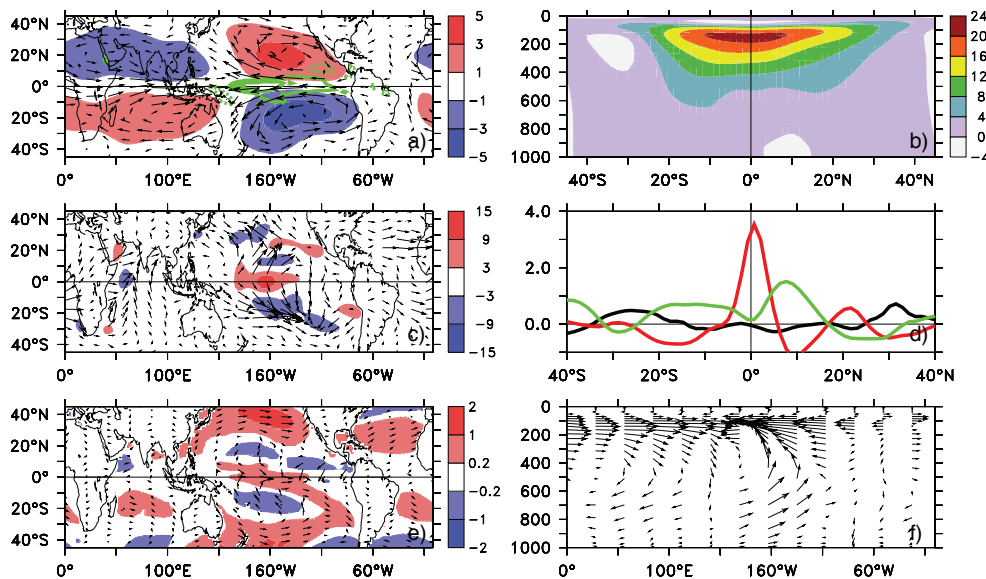 40°N
20°N
0°
20°S
40°S
a)
0° 100°E 160°W 60°W
5
3
1
−1
−3
−5
0
200
400
600
800
1000
b)
40°S 20°S 0° 20°N 40°N
24
20
16
12
8
4
0
−4
40°N
20°N
0°
20°S
40°S
c)
0° 100°E 160°W 60°W
15
9
3
−3
−9
−15
4.0
2.0
0.0
d)
40°S 20°S 0° 20°N 40°N
40°N
20°N
0°
20°S
40°S
e)
0° 100°E 160°W 60°W
2
1
0.2
−0.2
−1
−2
0
200
400
600
800
1000
f)
0° 100°E 160°W 60°W